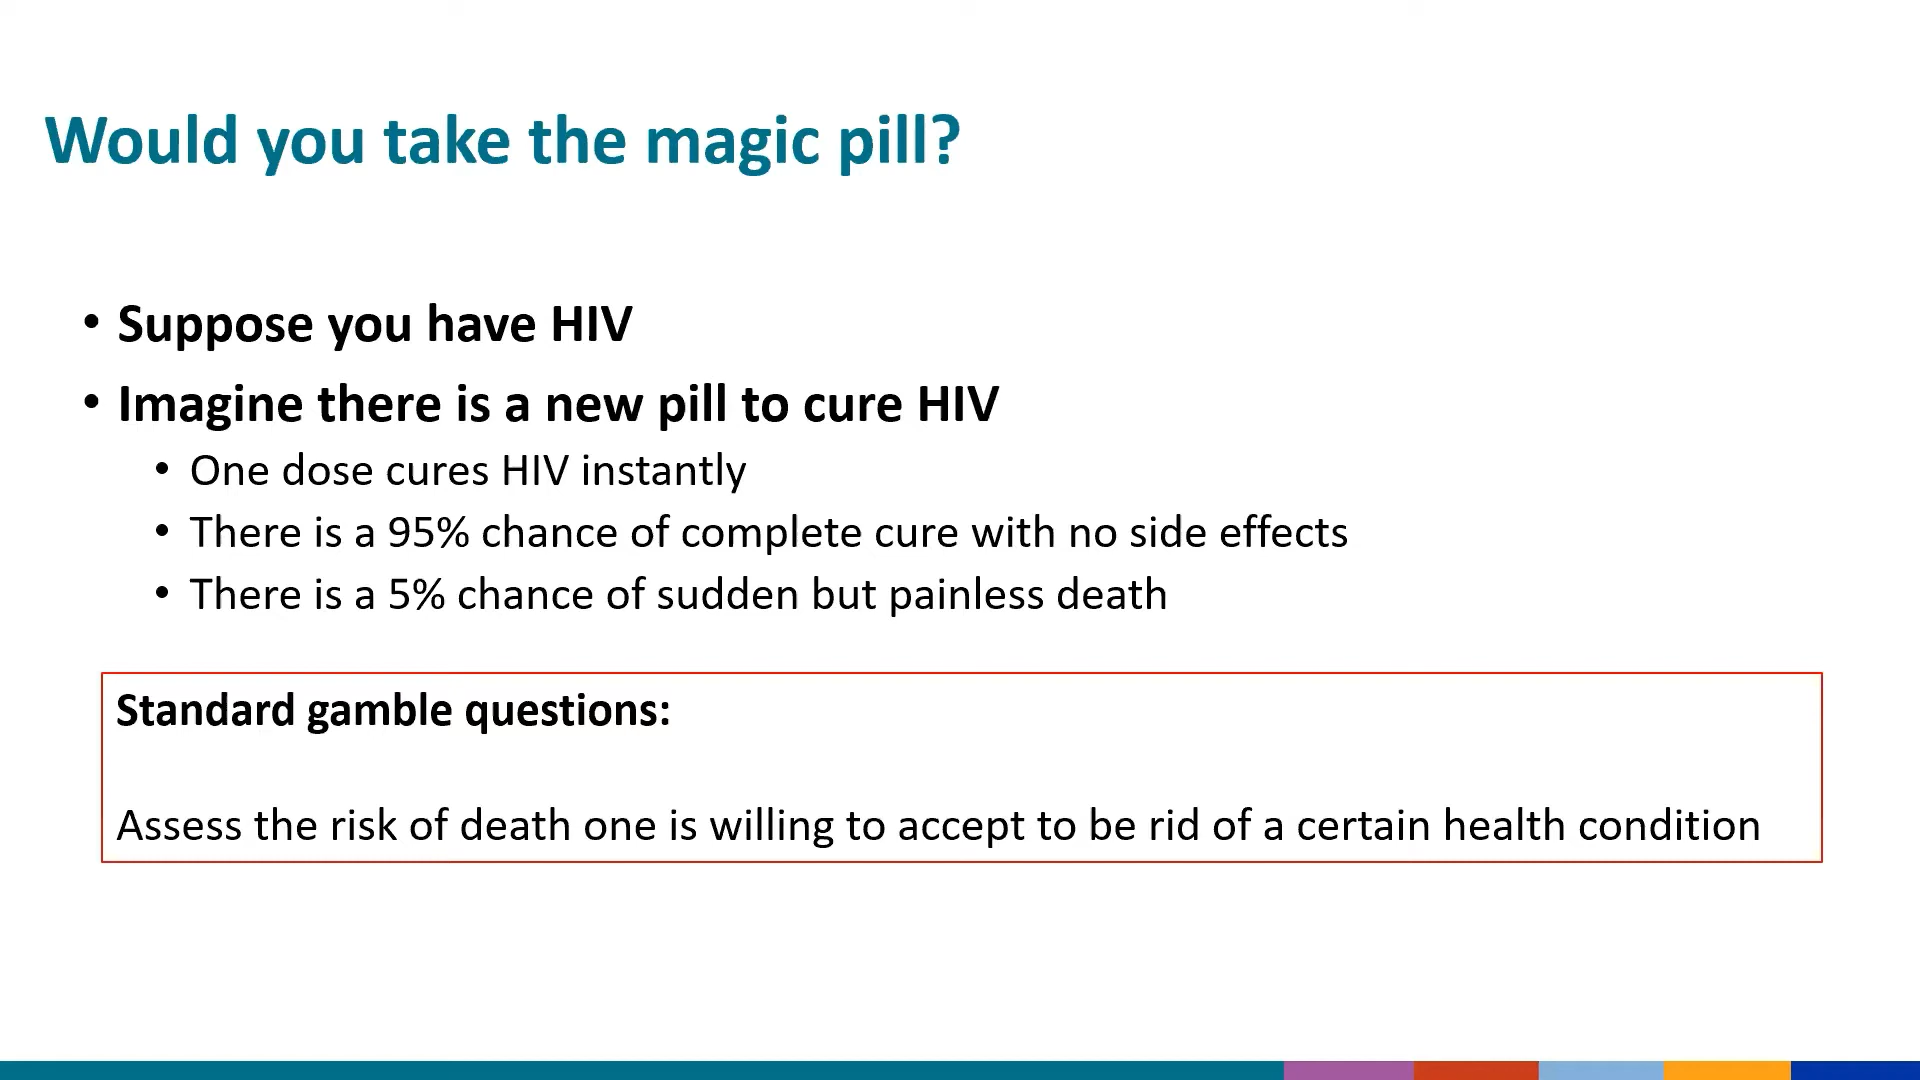 Would you take the magic pill?
• Suppose you have HIV
• Imagine there is a new pill to cure HIV
• One dose cures HIV instantly
• There is a 95% chance of complete cure with no side effects
• There is a 5% chance of sudden but painless death
Standard gamble questions:
Assess the risk of death one is willing to accept to be rid of a certain health condition